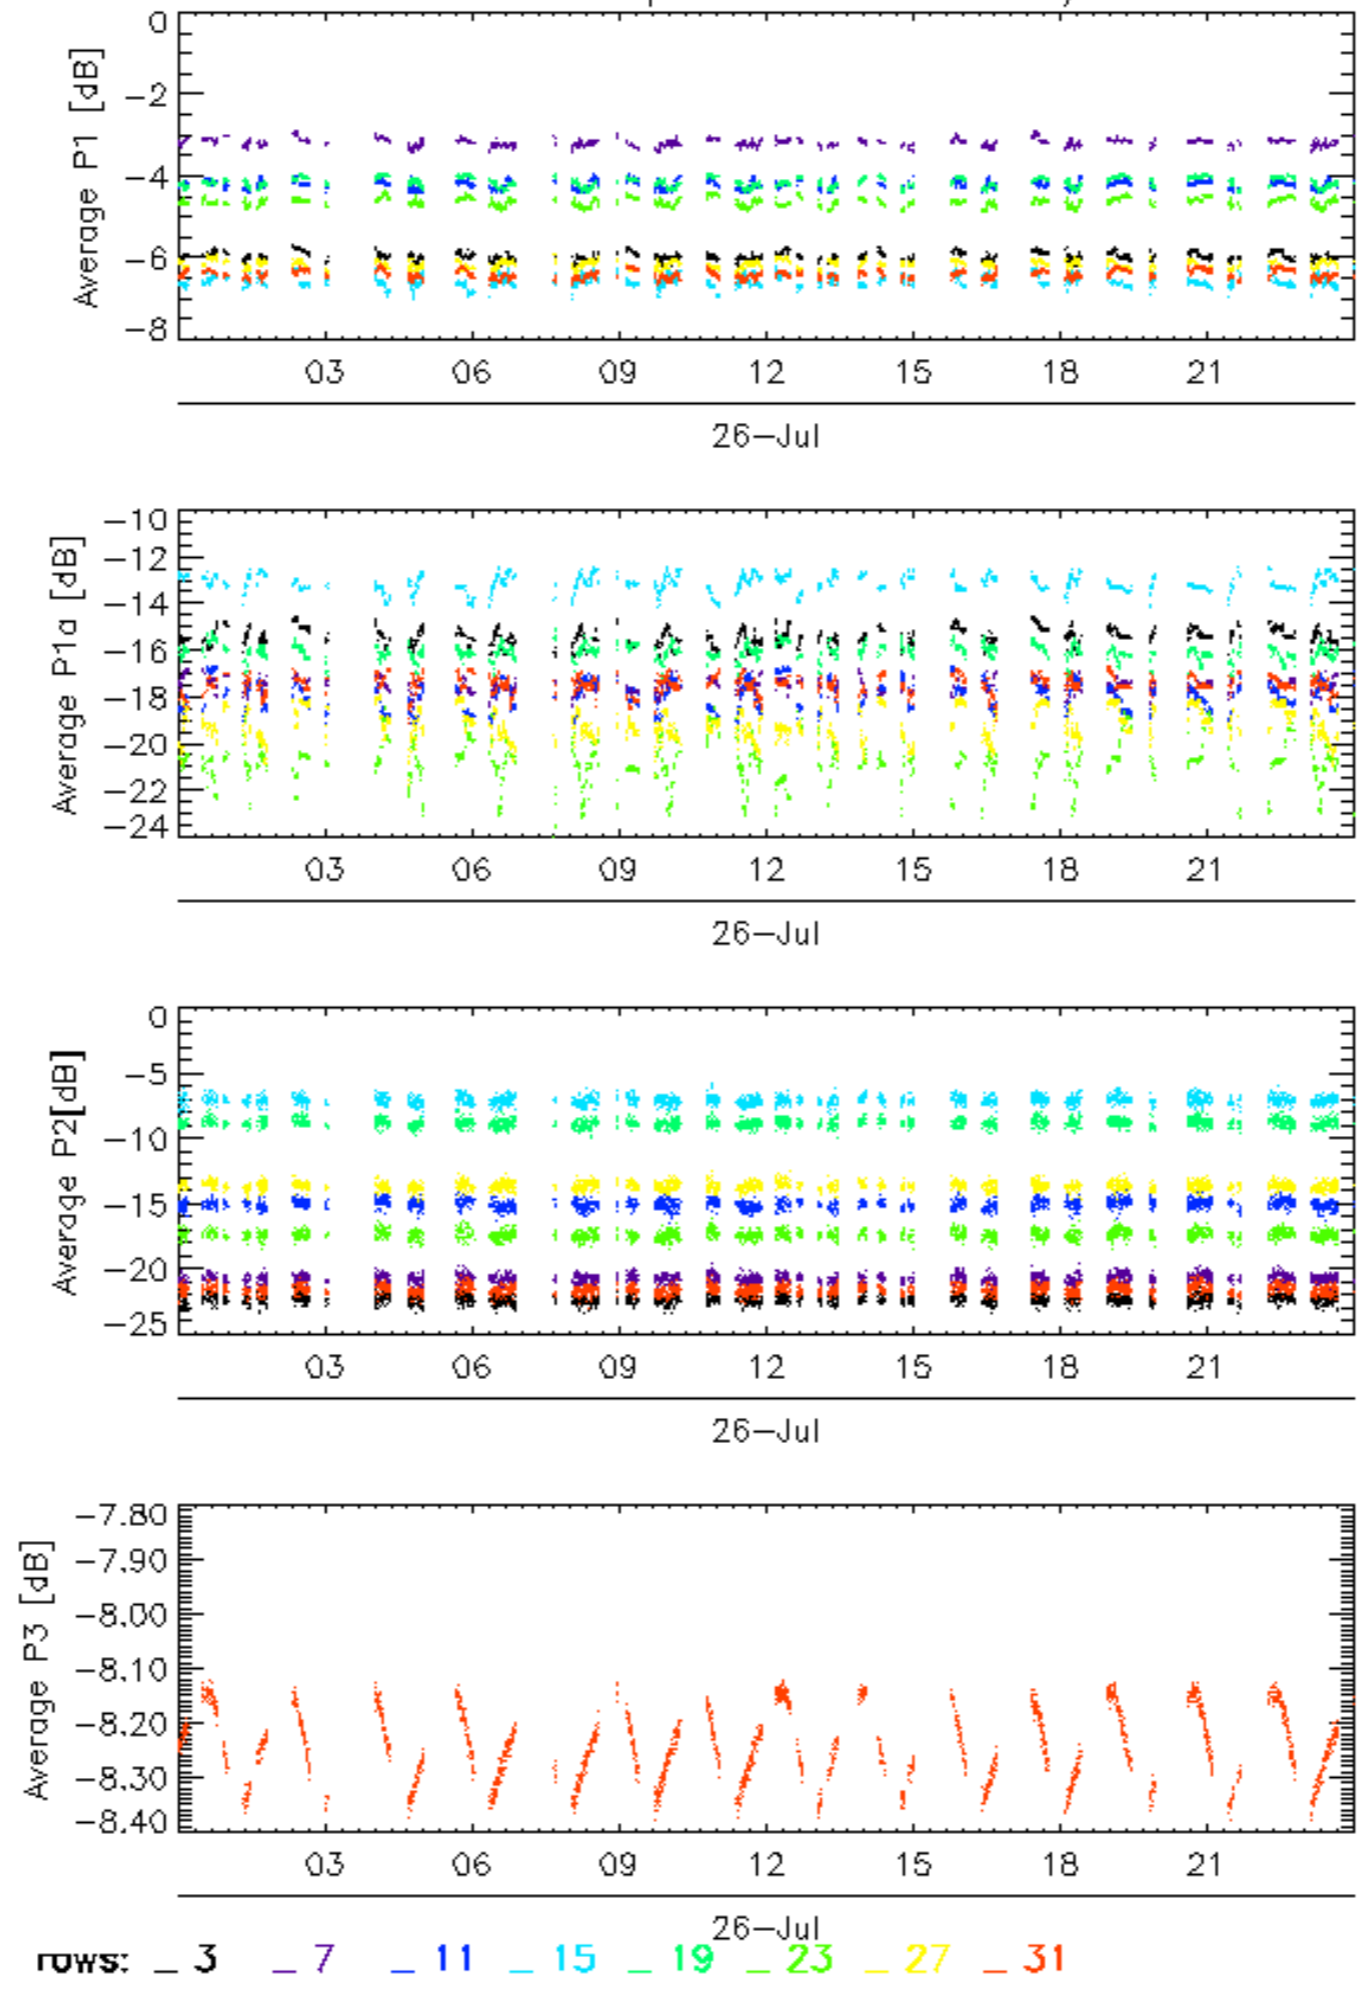 Average P1 [dB]
0
-2
-4
-6
-8
03 06 09 12 15 18 21
26-Jul
Average P1a [dB]
-10
-12
-14
-16
-18
-20
-22
-24
03 06 09 12 15 18 21
26-Jul
Average P2[dB]
0
-5
-10
-15
-20
-25
03 06 09 12 15 18 21
26-Jul
Average P3 [dB]
-7.80
-7.90
-8.00
-8.10
-8.20
-8.30
-8.40
03 06 09 12 15 18 21
26-Jul
rows: _ 3 _ 7 _ 11 _ 15 _ 19 _ 23 _ 27 _ 31